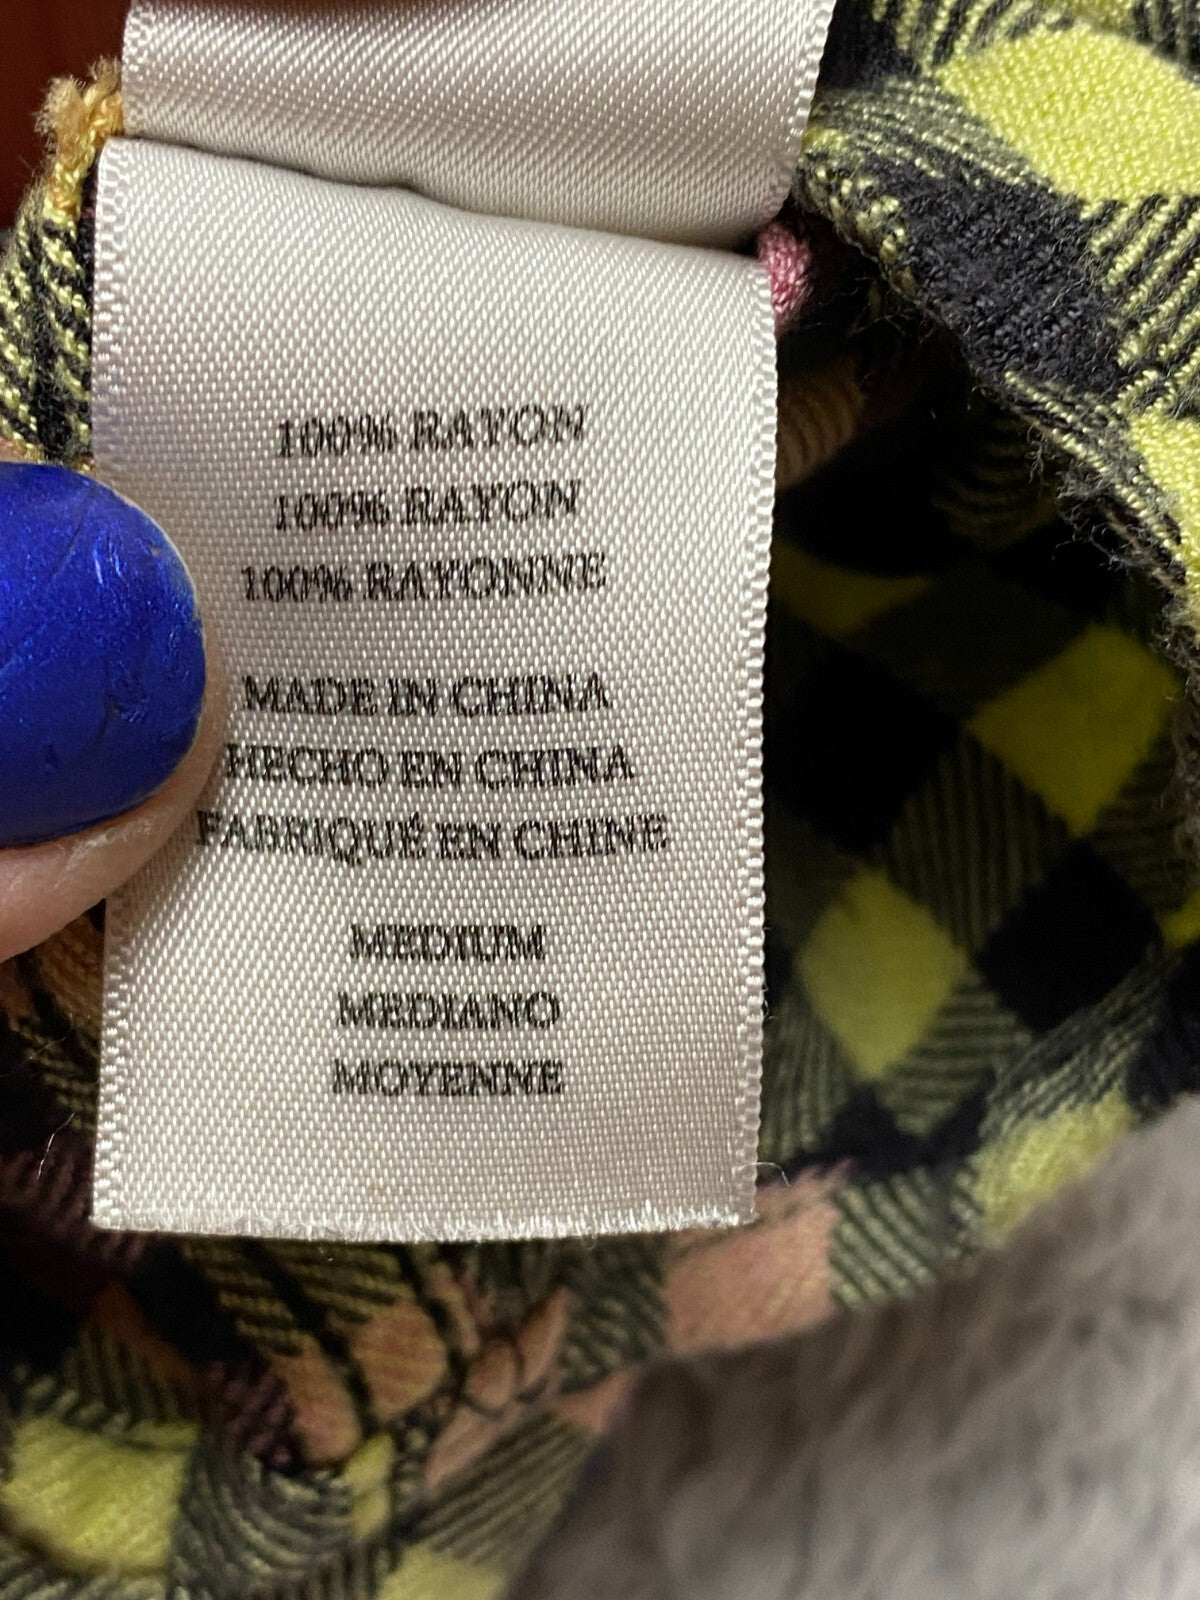 100% RAYON
100% RAYON
100% RAYONNE
MADE IN CHINA
HECHO EN CHINA
FABRIQUÉ EN CHINE
MEDIUM
MEDIANO
MOYENNE